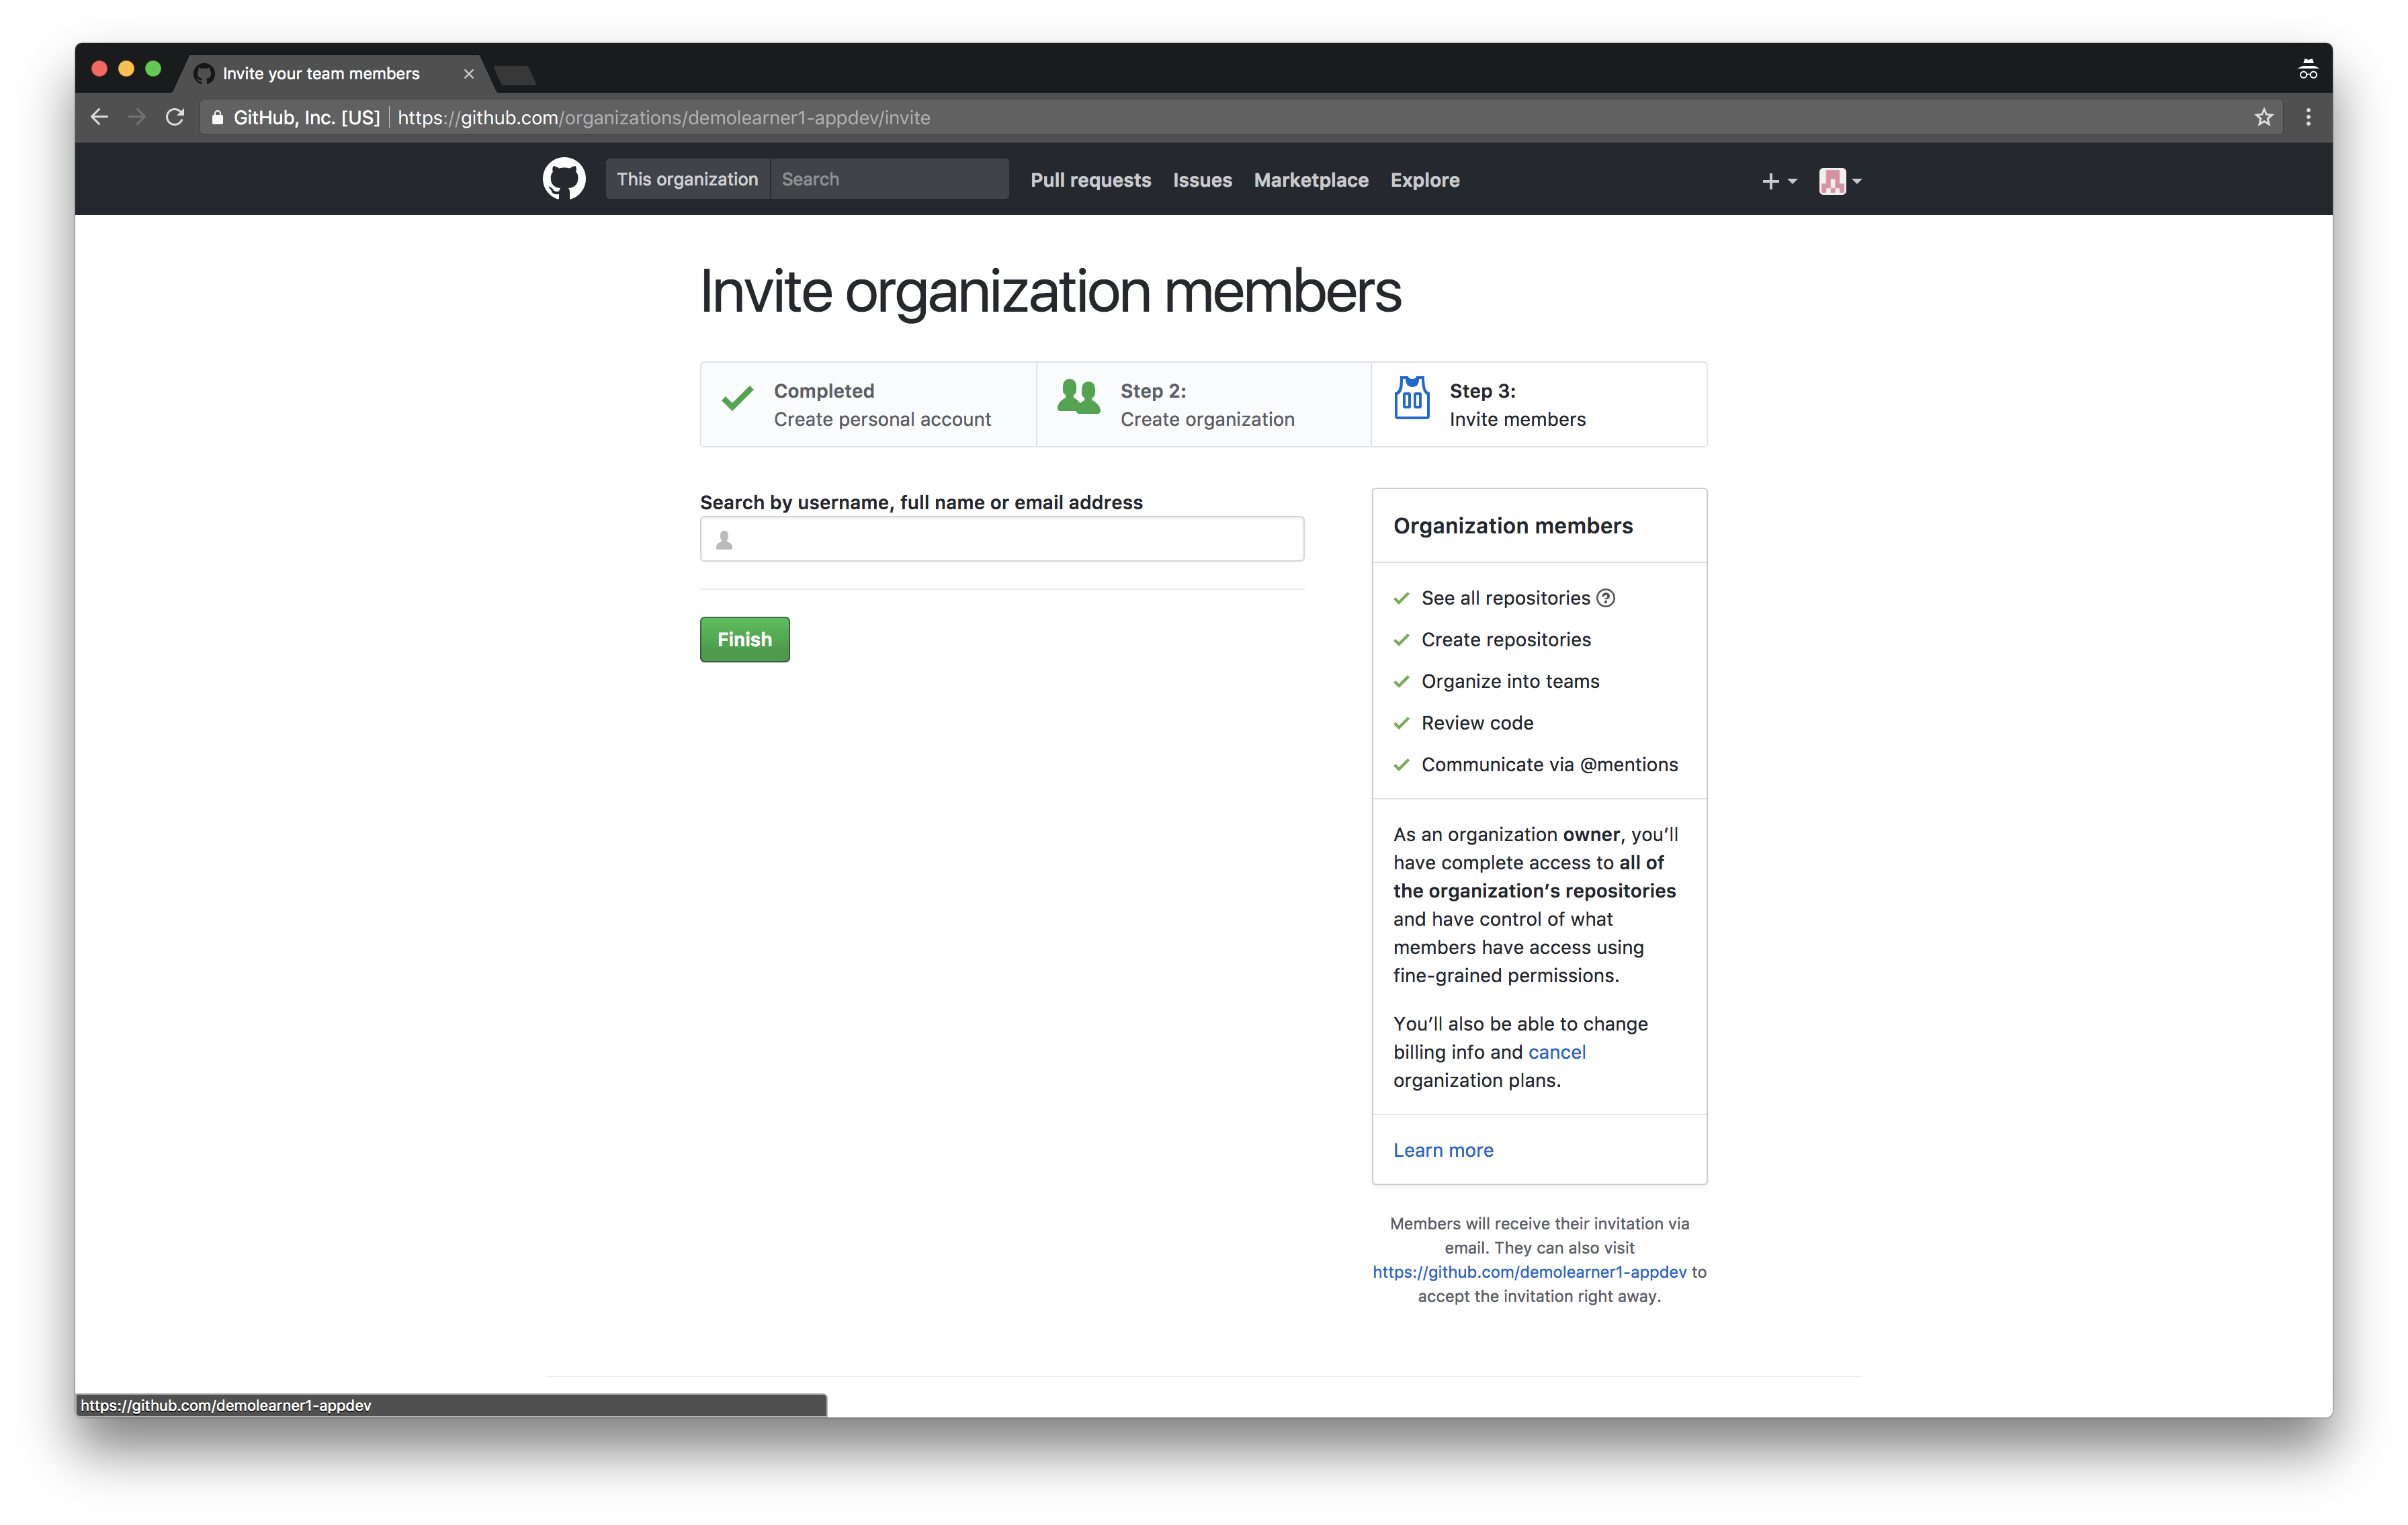 Invite your team members
GitHub, Inc. [US] https://github.com/organizations/demolearner1-appdev/invite
This organization Search Pull requests Issues Marketplace Explore
Invite organization members
Completed
Create personal account
Step 2:
Create organization
Step 3:
Invite members
Search by username, full name or email address
Finish
Organization members
See all repositories
Create repositories
Organize into teams
Review code
Communicate via @mentions
As an organization owner, you’ll
have complete access to all of
the organization’s repositories
and have control of what
members have access using
fine-grained permissions.
You’ll also be able to change
billing info and cancel
organization plans.
Learn more
Members will receive their invitation via
email. They can also visit
https://github.com/demolearner1-appdev to
accept the invitation right away.
https://github.com/demolearner1-appdev